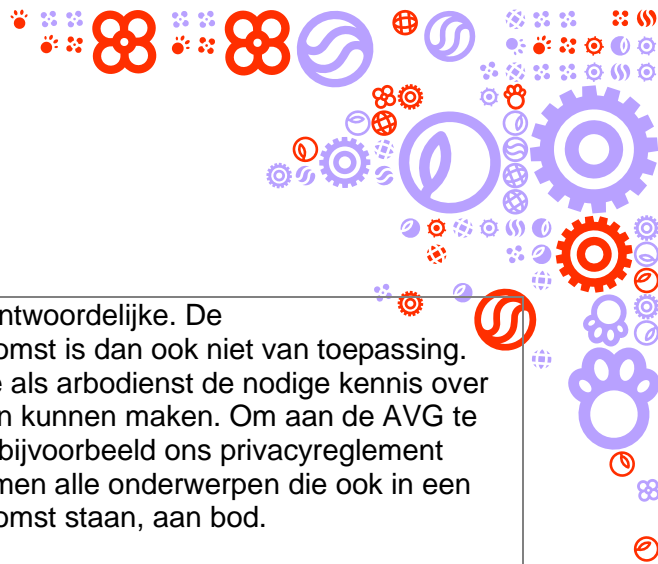 ntwoordelijke. De
omst is dan ook niet van toepassing.
als arbodienst de nodige kennis over
n kunnen maken. Om aan de AVG te
bijvoorbeeld ons privacyreglement
men alle onderwerpen die ook in een
omst staan, aan bod.